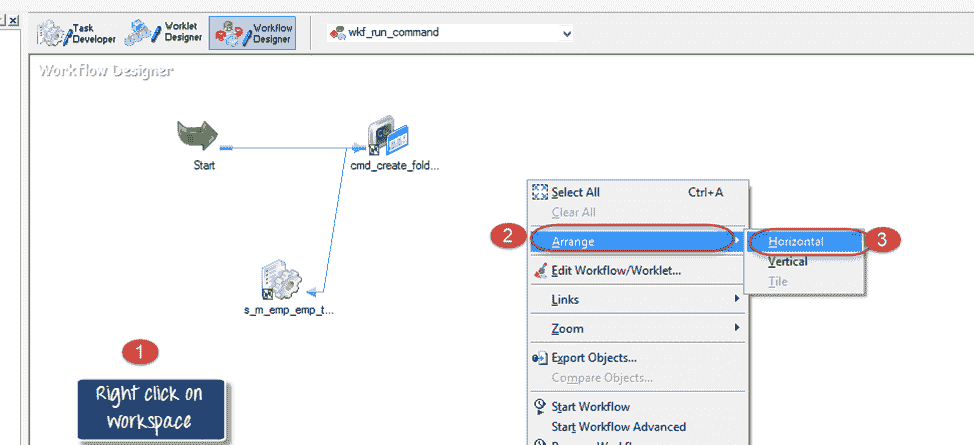 Task
Developer
Worklet
Designer
Workflow
Designer
wkf_run_command
Workflow Designer
Start
cmd_create_fold...
s_m_emp_emp_t...
1
Right click on
workspace
Select All Ctrl+A
Clear All
2
Arrange
Horizontal
3
Vertical
Tile
Edit Workflow/Worklet...
Links
Zoom
Export Objects...
Compare Objects...
Start Workflow
Start Workflow Advanced